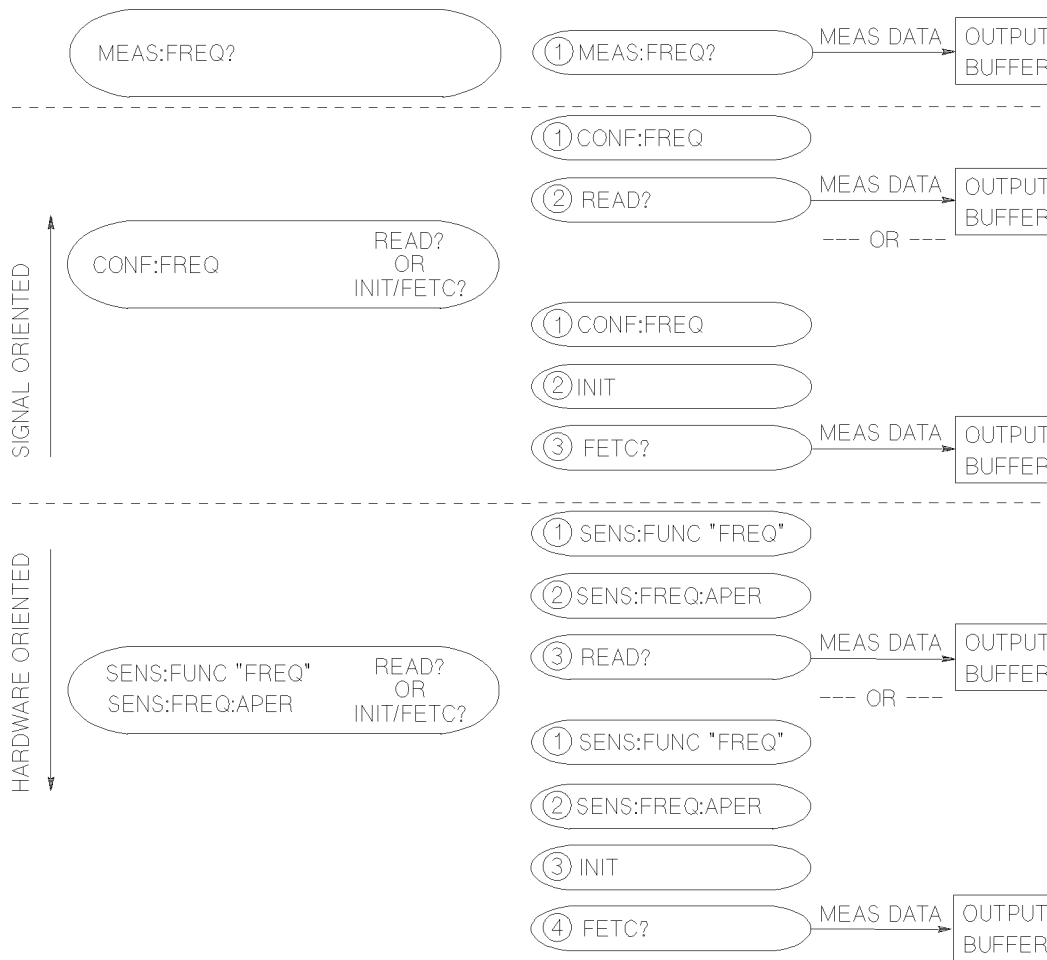 MEAS:FREQ?
① MEAS:FREQ?
MEAS DATA
OUTPUT
BUFFER
① CONF:FREQ
② READ?
MEAS DATA
OUTPUT
BUFFER
--- OR ---
SIGNAL ORIENTED
CONF:FREQ
READ?
OR
INIT/FETC?
① CONF:FREQ
② INIT
③ FETC?
MEAS DATA
OUTPUT
BUFFER
HARDWARE ORIENTED
SENS:FUNC "FREQ"
SENS:FREQ:APER
READ?
OR
INIT/FETC?
① SENS:FUNC "FREQ"
② SENS:FREQ:APER
③ READ?
MEAS DATA
OUTPUT
BUFFER
--- OR ---
① SENS:FUNC "FREQ"
② SENS:FREQ:APER
③ INIT
④ FETC?
MEAS DATA
OUTPUT
BUFFER